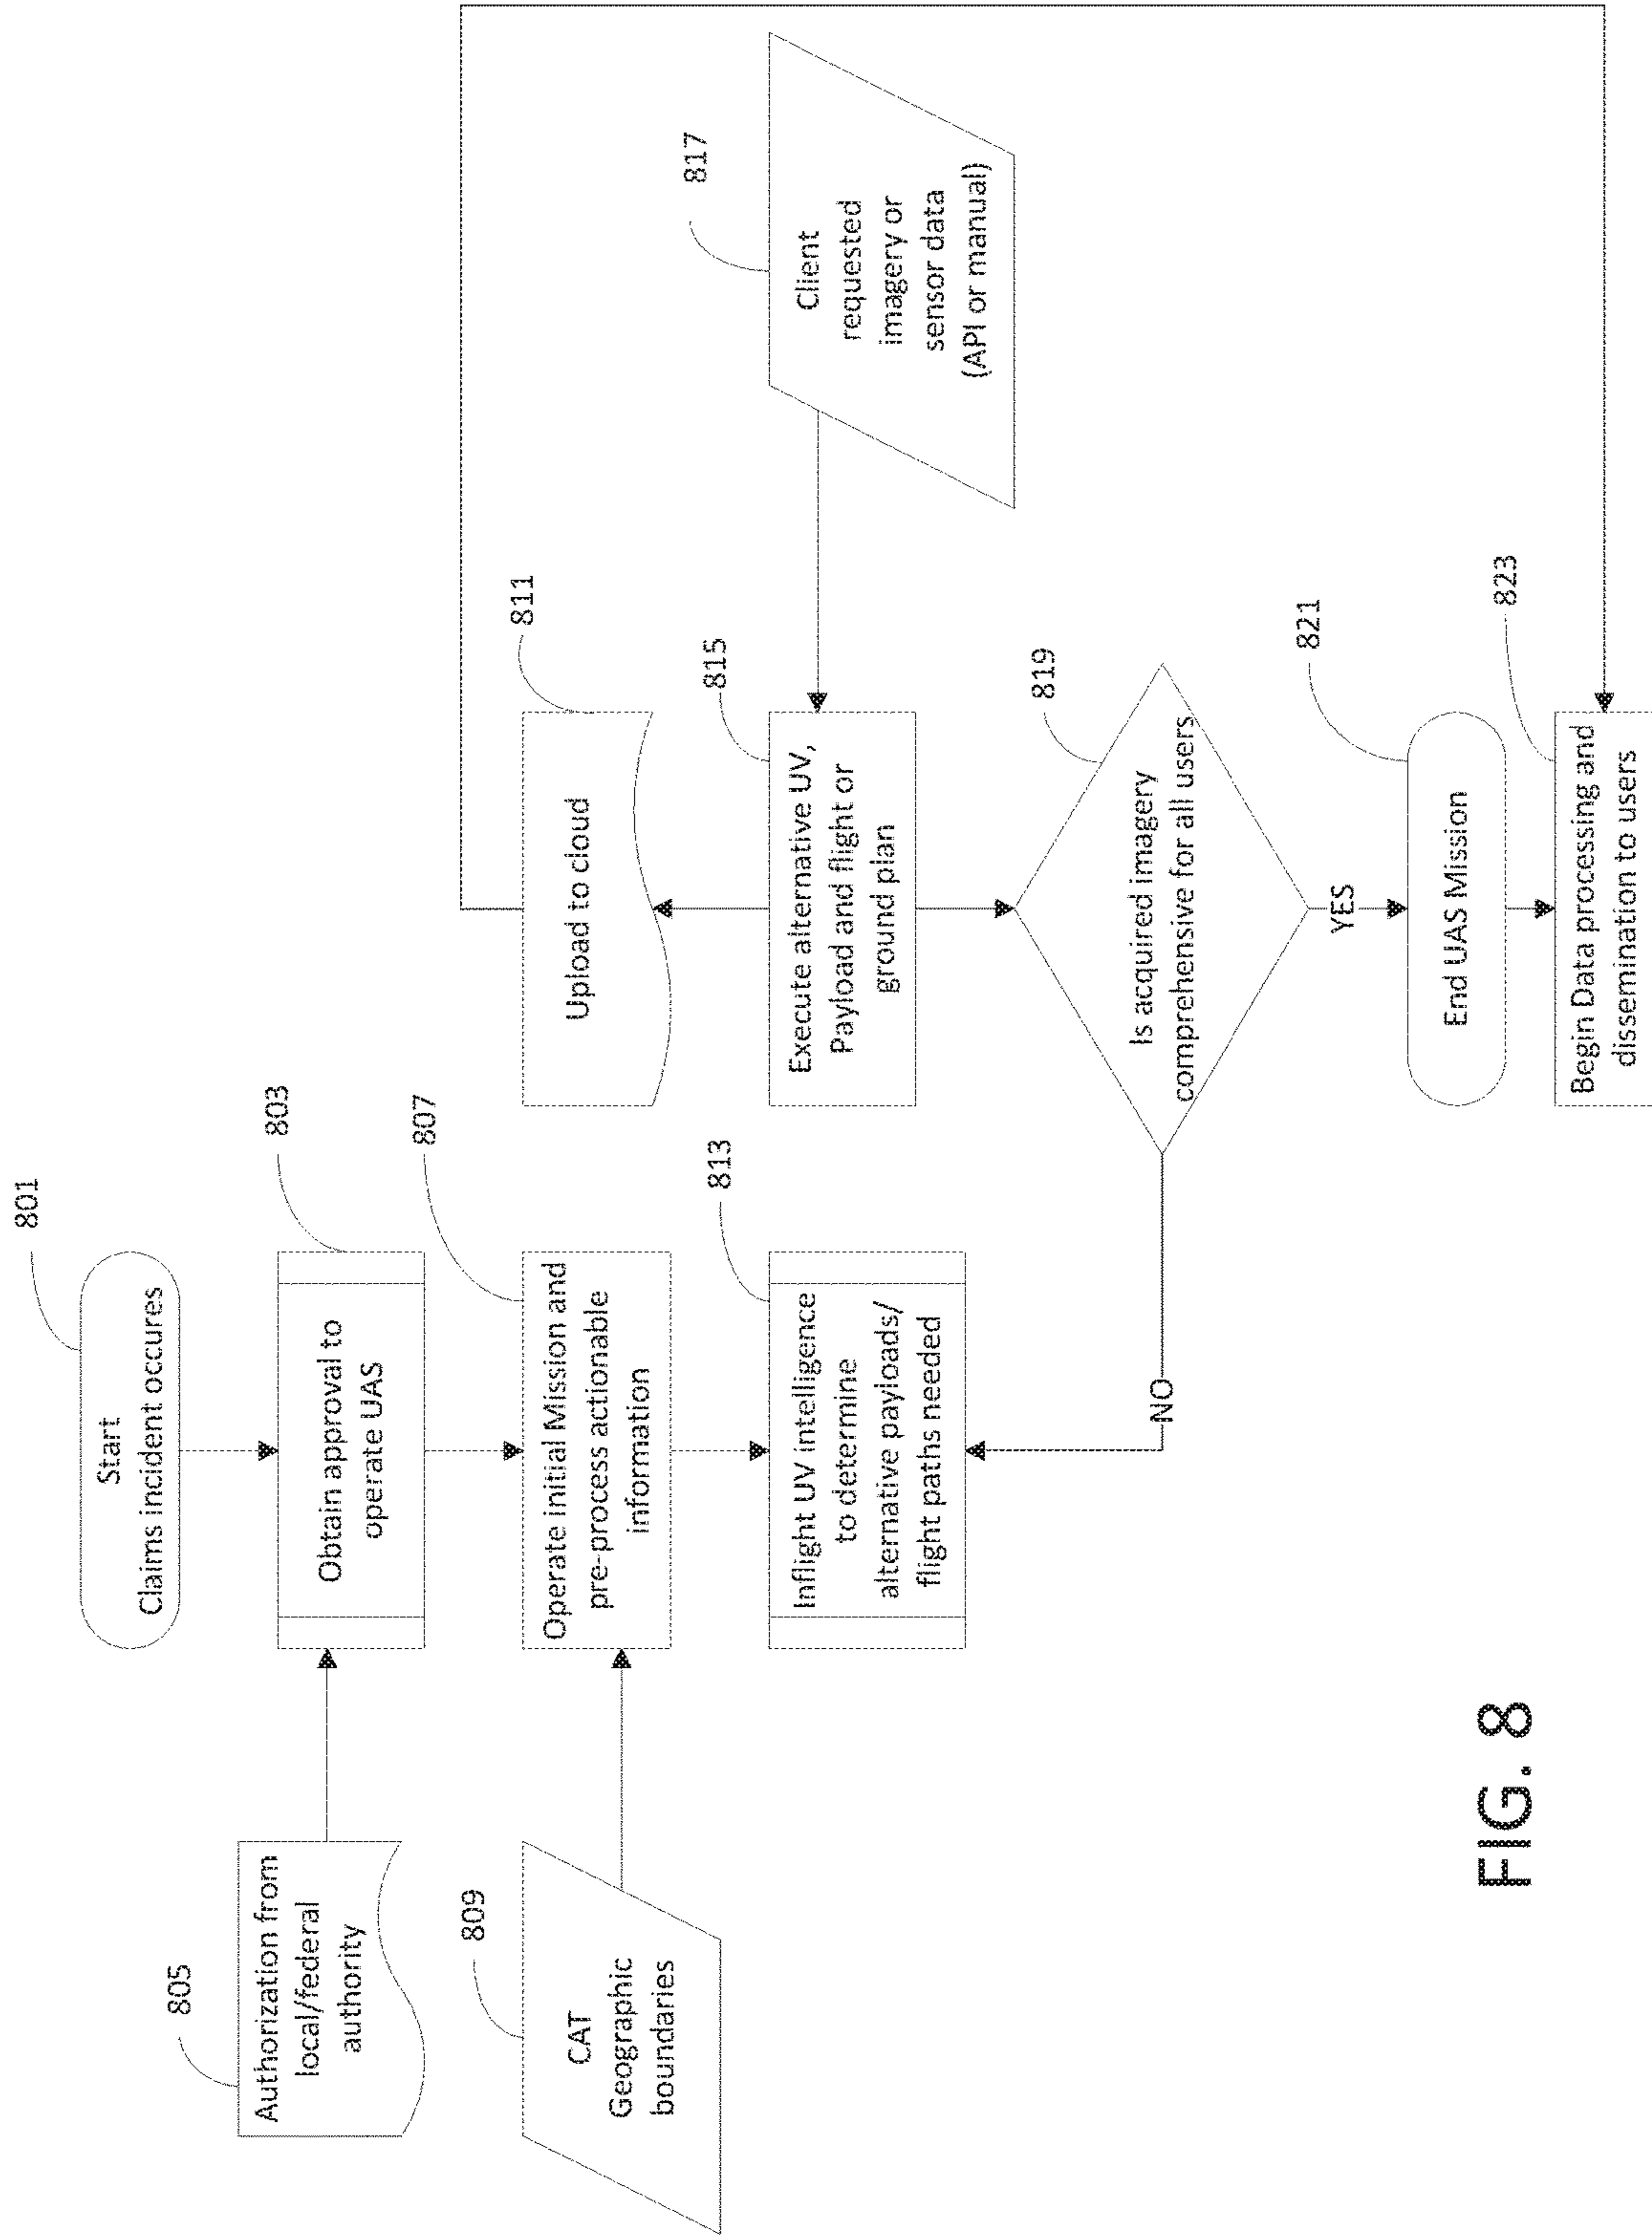 801
Start
Claims incident occures
803
Obtain approval to
operate UAS
805
Authorization from
local/federal
authority
807
Operate Initial Mission and
pre-process actionable
information
809
CAT
Geographic
boundaries
813
Inflight UV intelligence
to determine
alternative payloads/
flight paths needed
811
Upload to cloud
815
Execute alternative UV,
Payload and flight or
ground plan
817
Client
requested
imagery or
sensor data
(API or manual)
819
Is acquired imagery
comprehensive for all users
NO
YES
821
End UAS Mission
823
Begin Data processing and
dissemination to users
FIG. 8